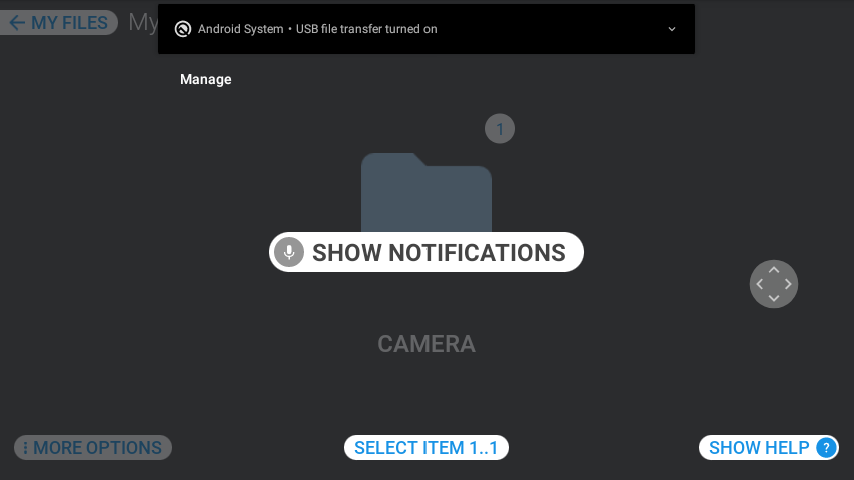 MY FILES
My
Android System • USB file transfer turned on
Manage
1
SHOW NOTIFICATIONS
CAMERA
MORE OPTIONS
SELECT ITEM 1..1
SHOW HELP ?